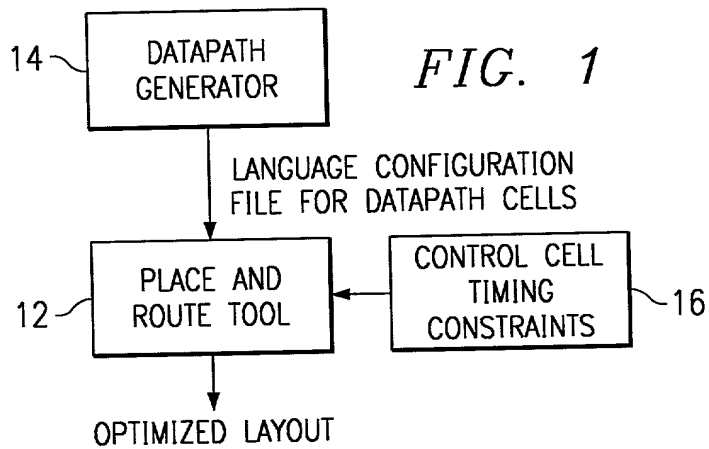 14
DATAPATH
GENERATOR
FIG. 1
LANGUAGE CONFIGURATION
FILE FOR DATAPATH CELLS
12
PLACE AND
ROUTE TOOL
CONTROL CELL
TIMING
CONSTRAINTS
16
OPTIMIZED LAYOUT